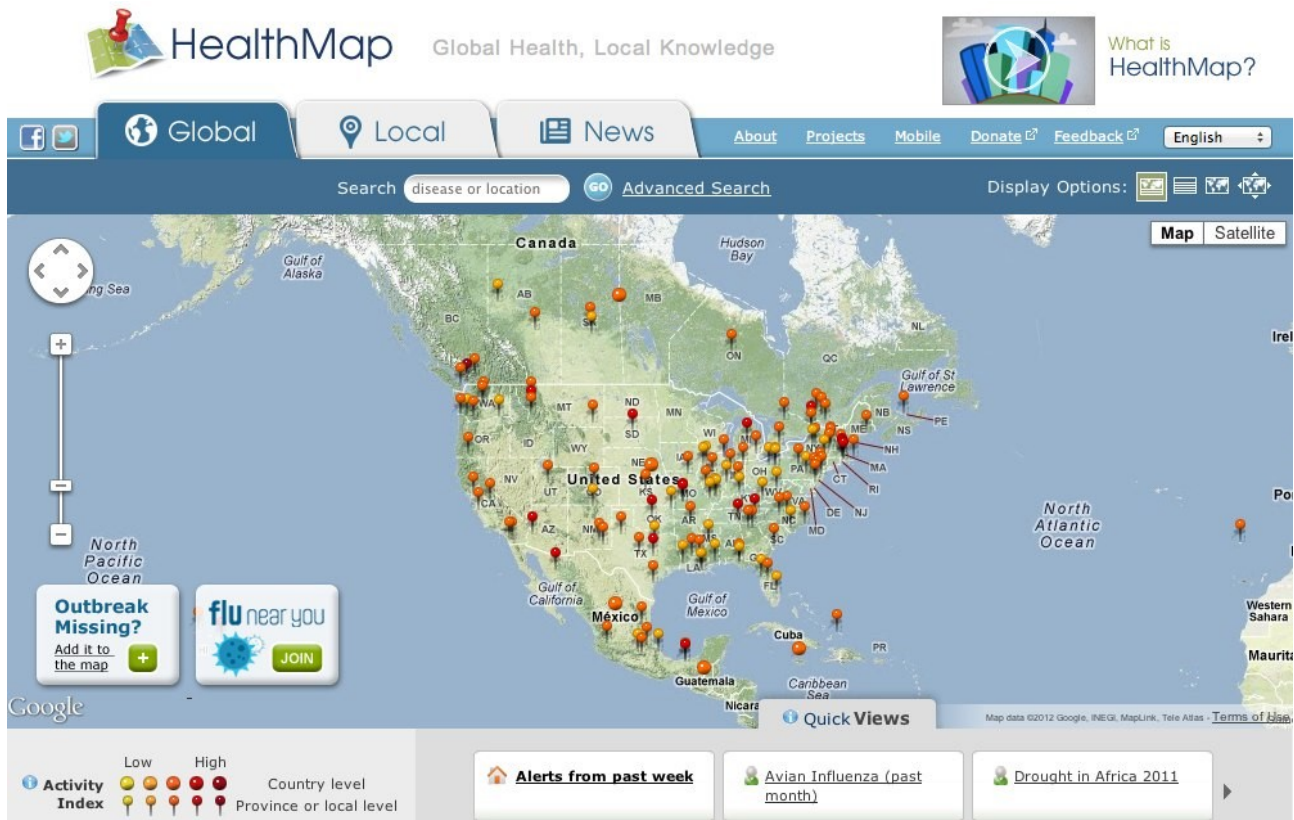 HealthMap
Global Health, Local Knowledge
What is
HealthMap?
Global
Local
News
About
Projects
Mobile
Donate
Feedback
English
Search
disease or location
GO
Advanced Search
Display Options:
Map
Satellite
Canada
Hudson
Bay
Gulf of
Alaska
ng Sea
AB
MB
BC
ON
QC
NL
Irel
Gulf of St
Lawrence
WA
MT
ND
MN
NB
PE
NS
ME
OR
ID
SD
WI
WY
NH
NE
IA
MA
NV
UT
United States
OH
PA
CT
RI
CA
KS
MO
WV
VA
DE
NJ
MD
AZ
NM
OK
AR
TN
NC
SC
MS
TX
LA
FL
North
Atlantic
Ocean
Po
North
Pacific
Ocean
Gulf of
California
Gulf of
Mexico
México
Cuba
PR
Western
Sahara
Maurita
Guatemala
Caribbean
Sea
Nicara
Outbreak
Missing?
Add it to
the map
+
flu near you
JOIN
Google
Quick Views
Map data ©2012 Google, INEGI, MapLink, Tele Atlas - Terms of Use
Low
High
Activity
Index
Country level
Province or local level
Alerts from past week
Avian Influenza (past
month)
Drought in Africa 2011